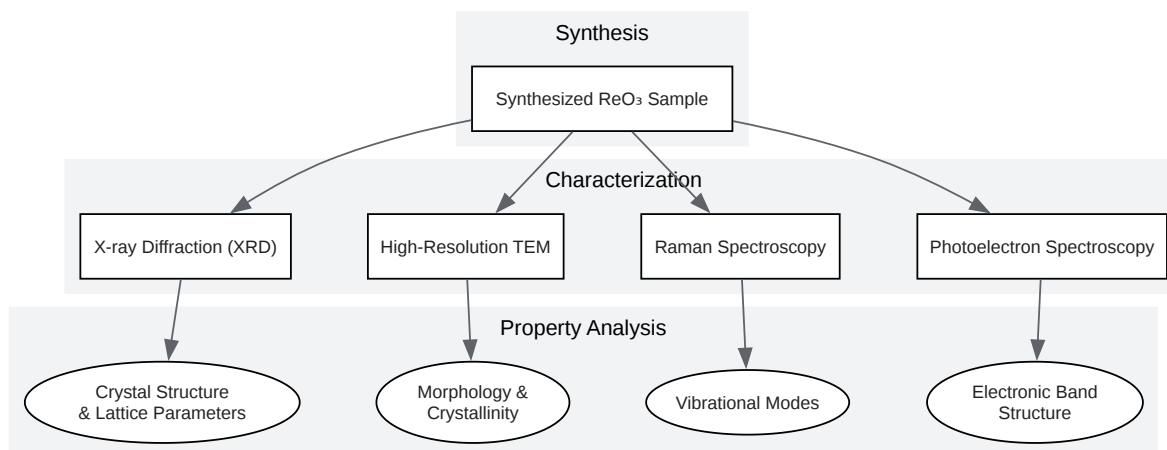 Synthesis
Synthesized ReO₃ Sample
Characterization
X-ray Diffraction (XRD)
High-Resolution TEM
Raman Spectroscopy
Photoelectron Spectroscopy
Property Analysis
Crystal Structure
& Lattice Parameters
Morphology &
Crystallinity
Vibrational Modes
Electronic Band
Structure